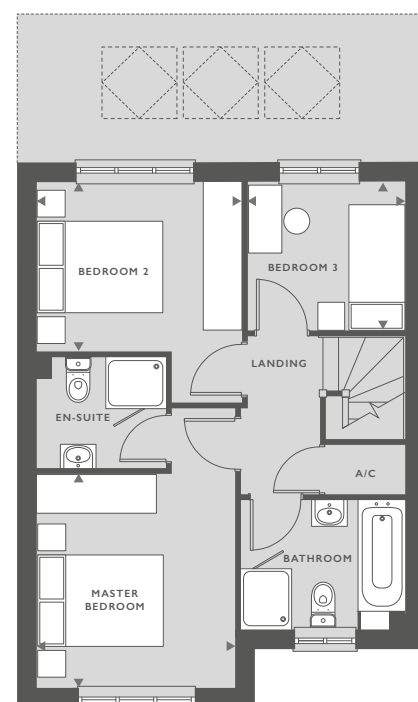 BEDROOM 2
BEDROOM 3
LANDING
EN-SUITE
A/C
BATHROOM
MASTER
BEDROOM